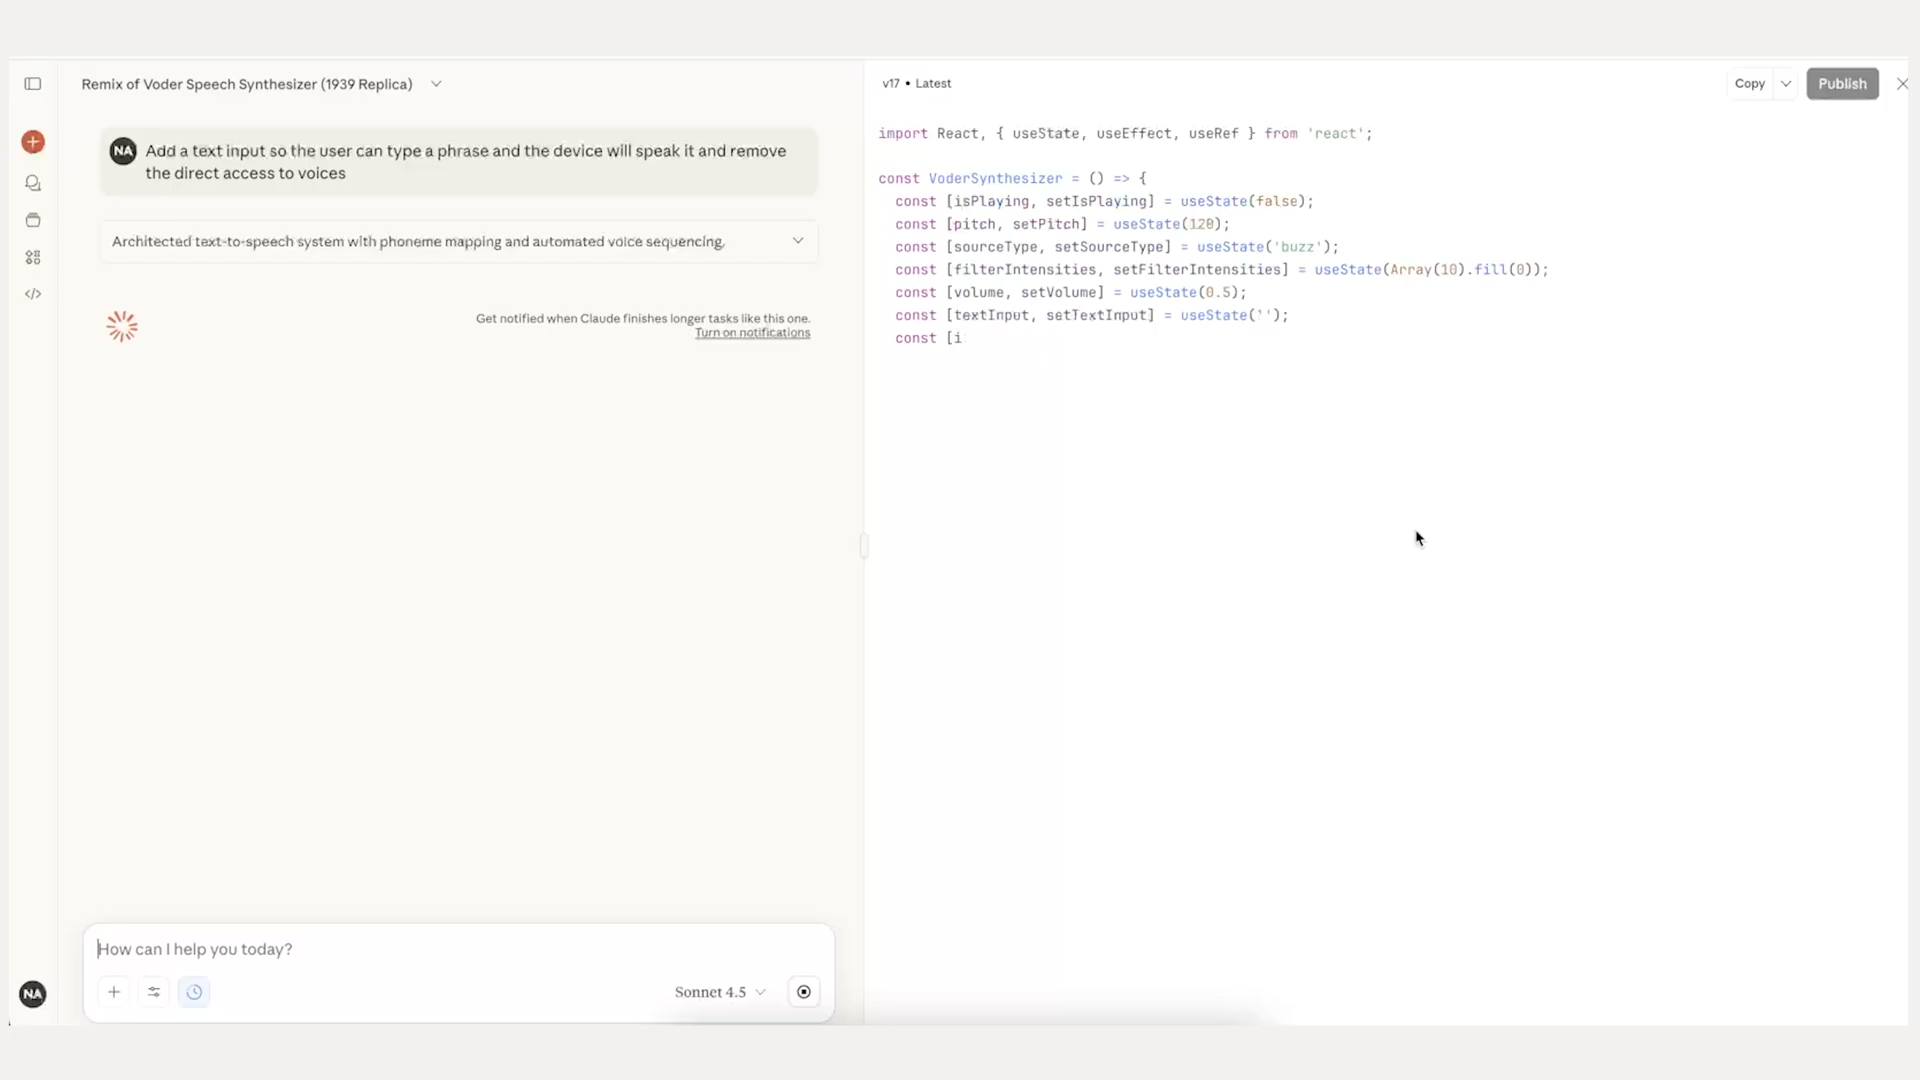 Remix of Voder Speech Synthesizer (1939 Replica)
NA
Add a text input so the user can type a phrase and the device will speak it and remove
the direct access to voices
Architected text-to-speech system with phoneme mapping and automated voice sequencing.
Get notified when Claude finishes longer tasks like this one.
Turn on notifications
How can I help you today?
Sonnet 4.5
NA
v17 • Latest
Copy
Publish
import React, { useState, useEffect, useRef } from 'react';
const VoderSynthesizer = () => {
const [isPlaying, setIsPlaying] = useState(false);
const [pitch, setPitch] = useState(120);
const [sourceType, setSourceType] = useState('buzz');
const [filterIntensities, setFilterIntensities] = useState(Array(10).fill(0));
const [volume, setVolume] = useState(0.5);
const [textInput, setTextInput] = useState('');
const [i